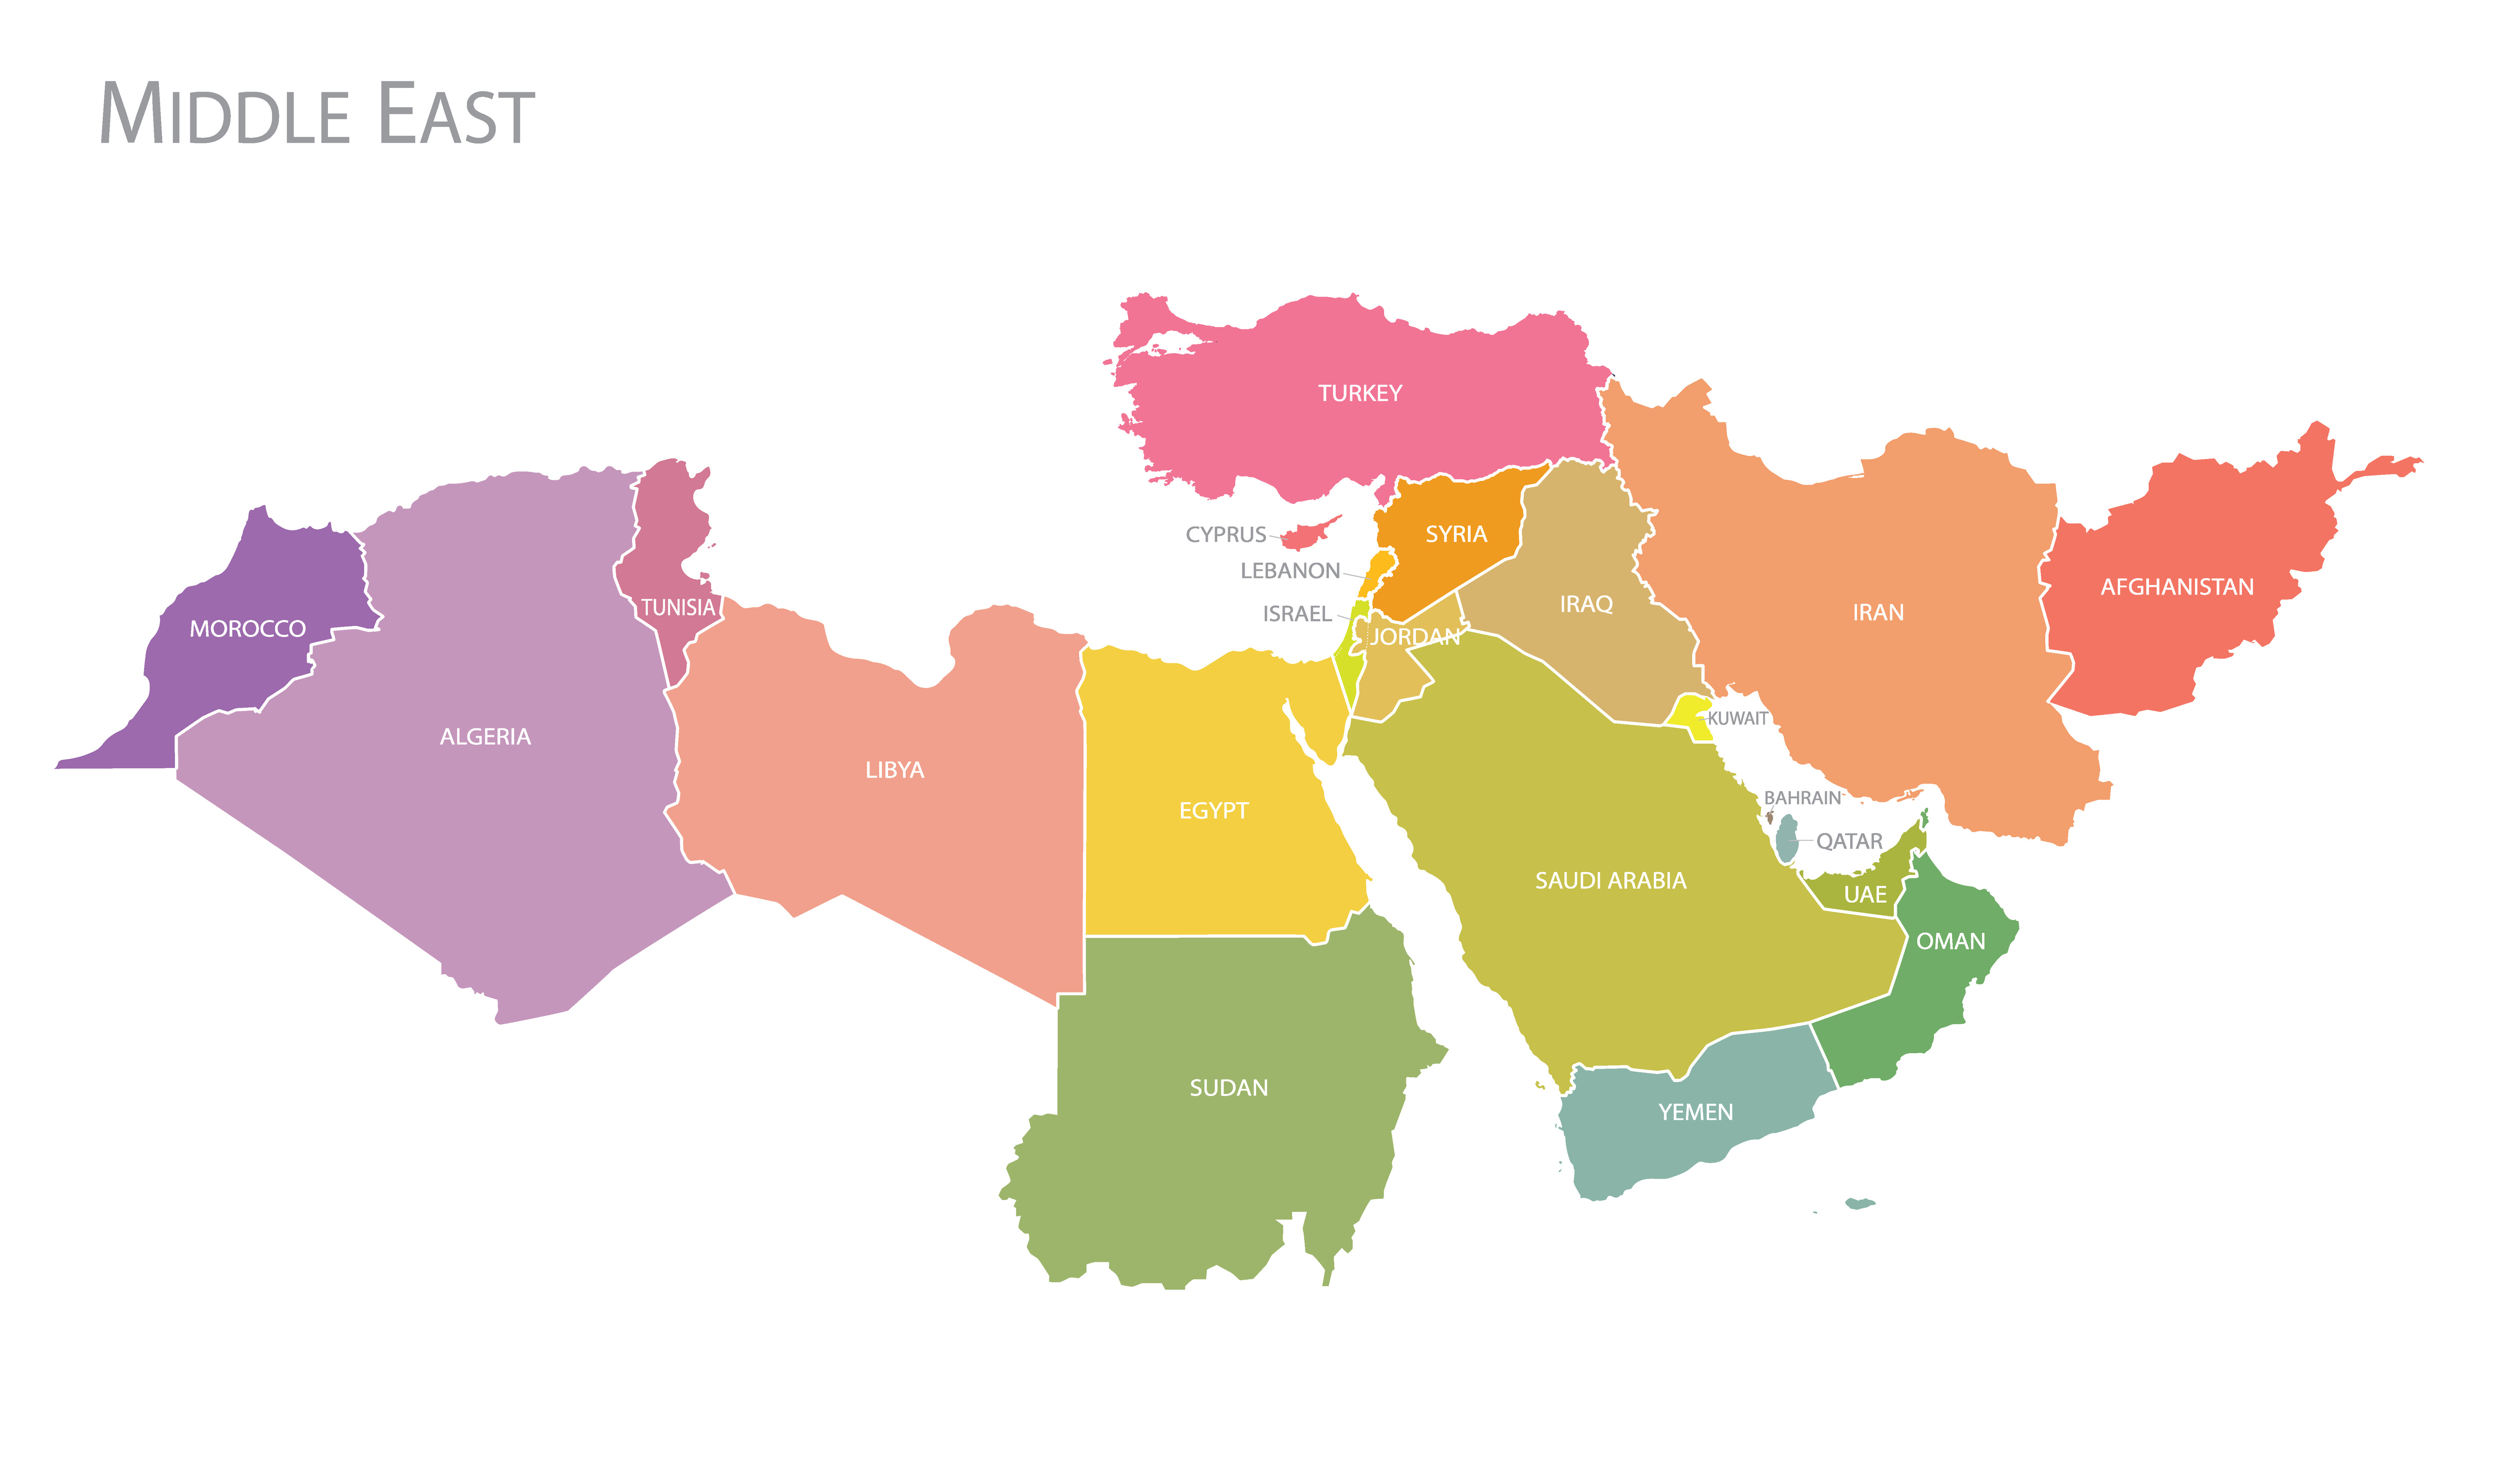 MIDDLE EAST
TURKEY
CYPRUS
SYRIA
LEBANON
ISRAEL
JORDAN
IRAQ
IRAN
AFGHANISTAN
MOROCCO
TUNISIA
ALGERIA
LIBYA
EGYPT
KUWAIT
BAHRAIN
QATAR
SAUDI ARABIA
UAE
OMAN
SUDAN
YEMEN